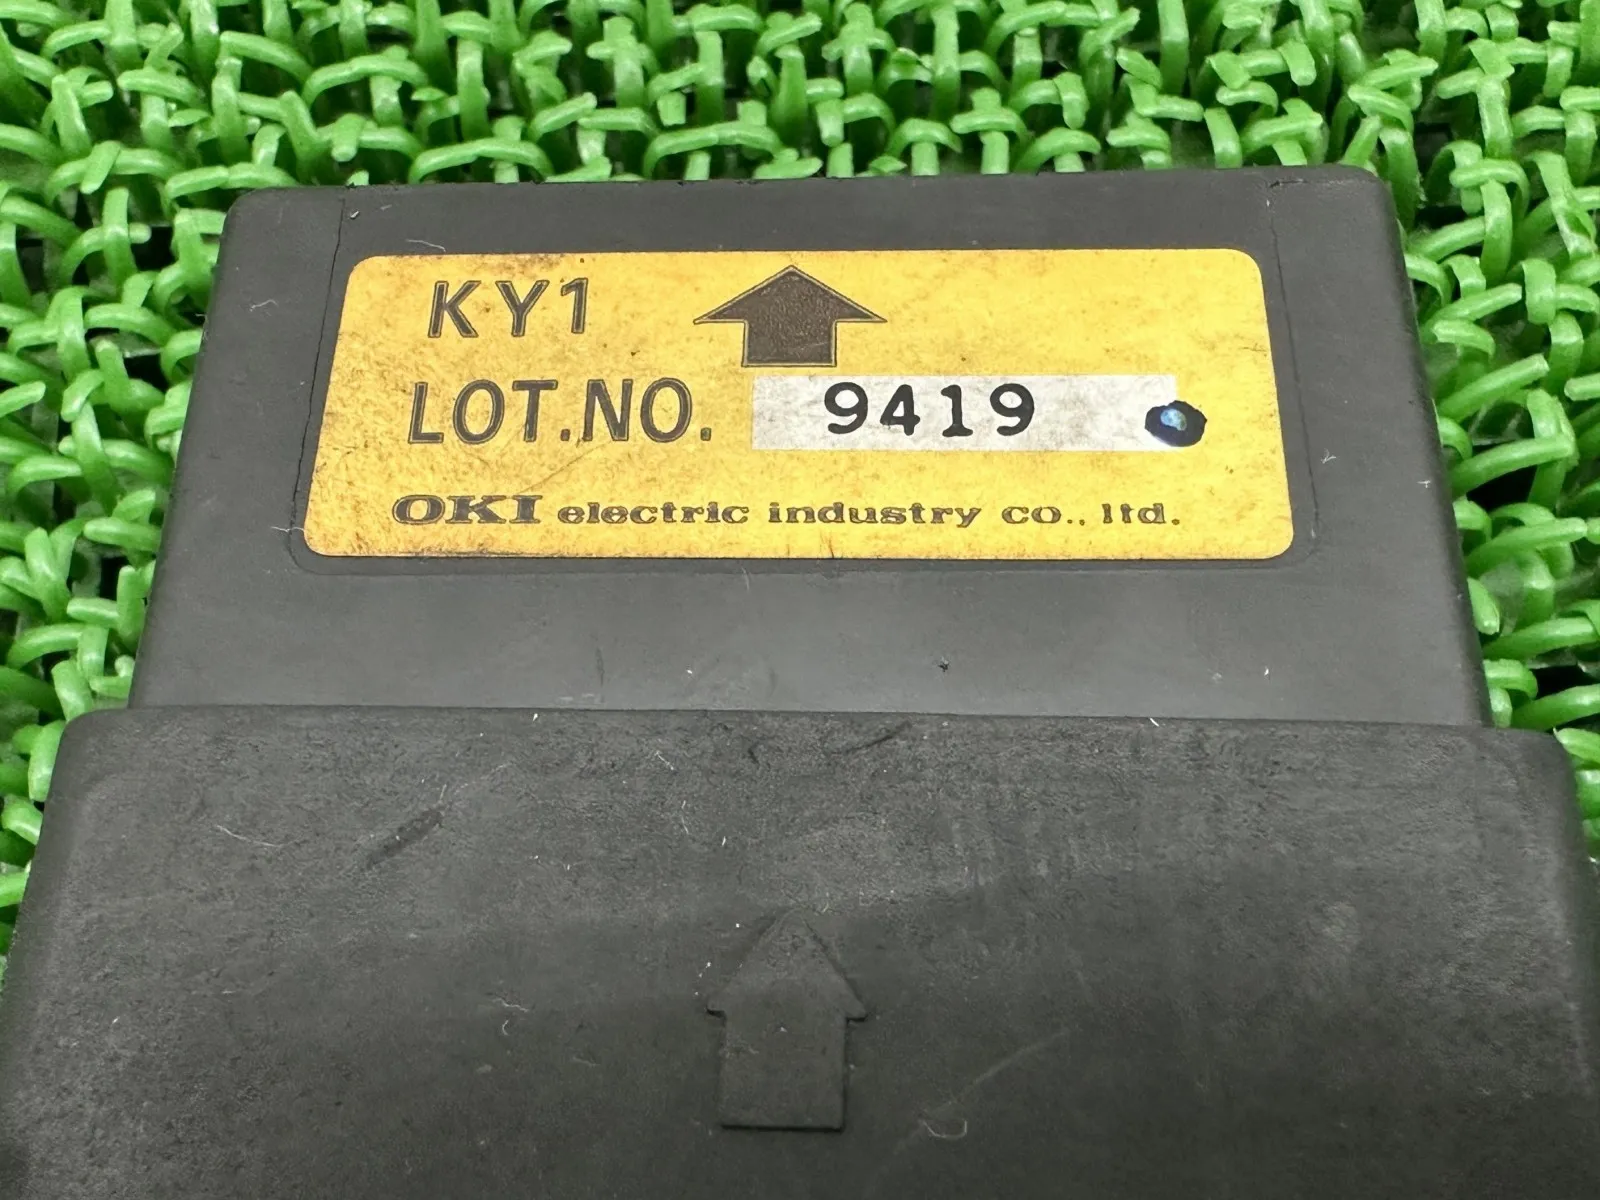 KY1
LOT.NO. 9419
OKI electric industry co., ltd.